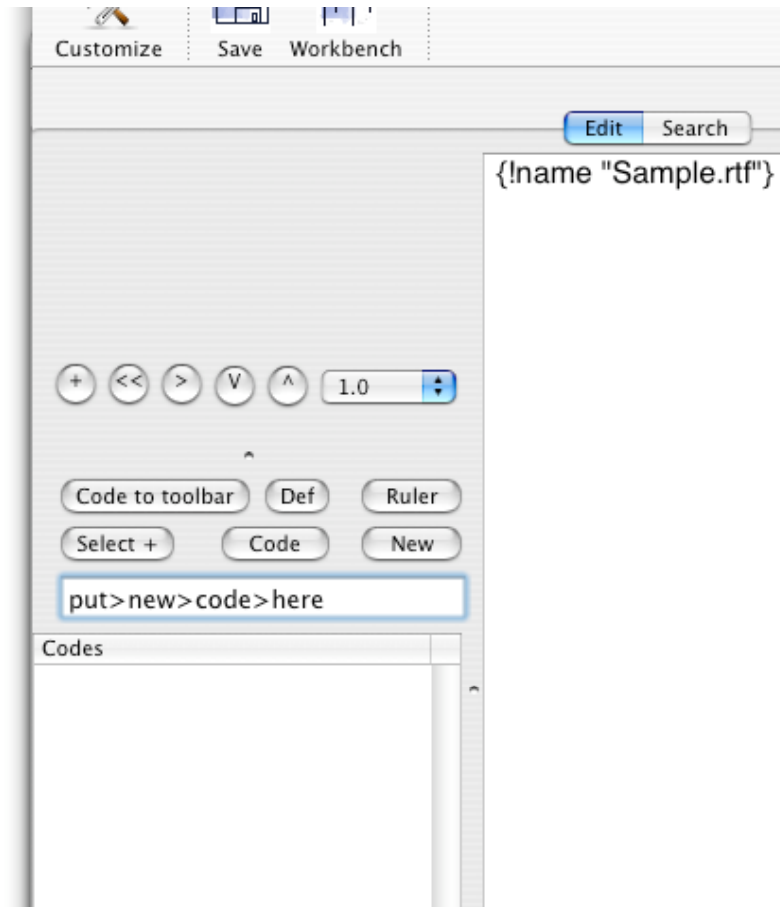 Customize Save Workbench
Edit Search
{!name "Sample.rtf"}
+ << > V ^ 1.0
Code to toolbar Def Ruler
Select + Code New
put>new>code>here
Codes